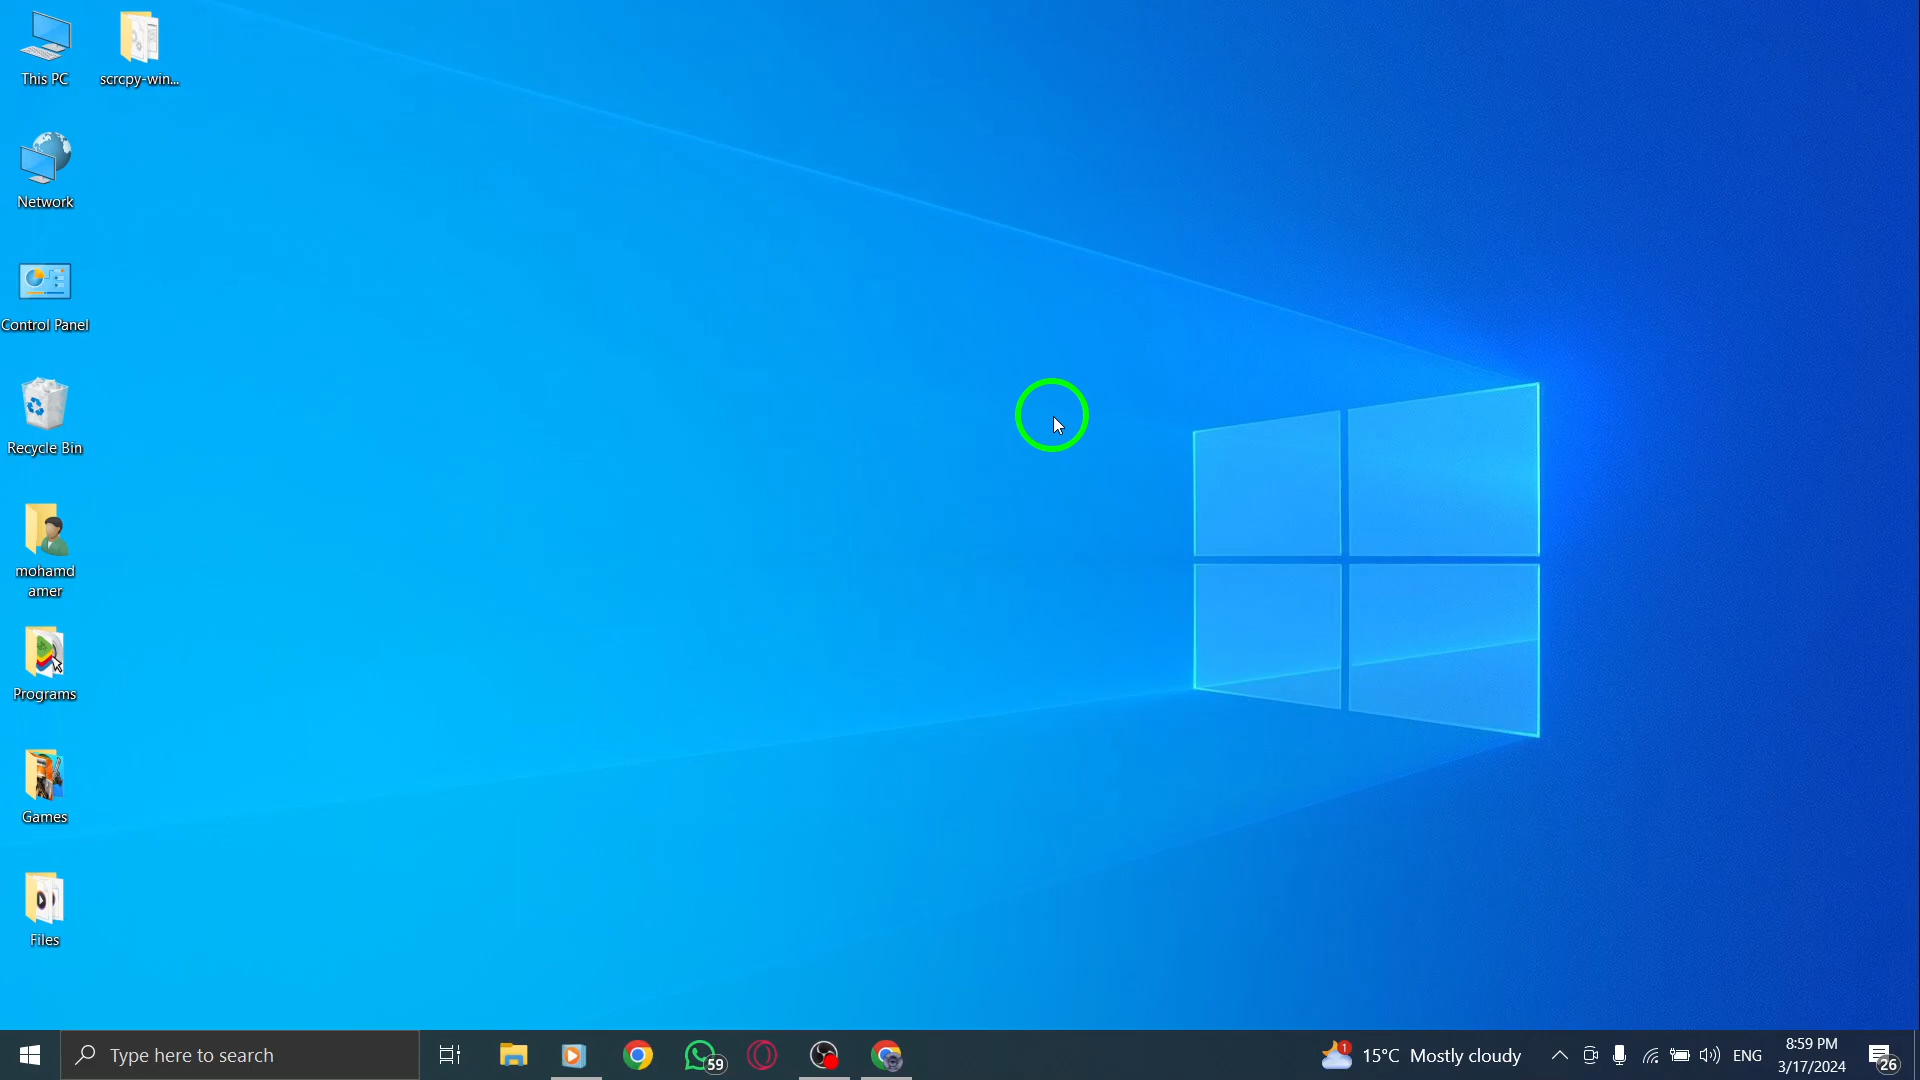 This PC
scrcpy-win...
Network
Control Panel
Recycle Bin
mohamd
amer
Programs
Games
Files
Type here to search
59
1
15°C Mostly cloudy
ENG
8:59 PM
3/17/2024
26